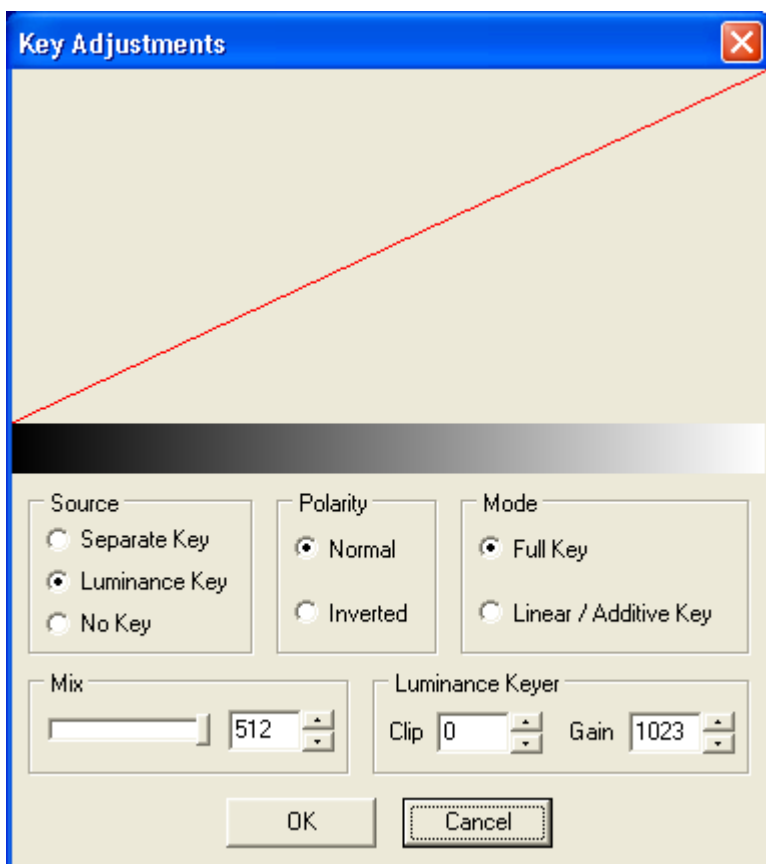 Key Adjustments
Source
Polarity
Mode
Separate Key
Normal
Full Key
Luminance Key
No Key
Inverted
Linear / Additive Key
Mix
Luminance Keyer
512
Clip 0 Gain 1023
OK
Cancel